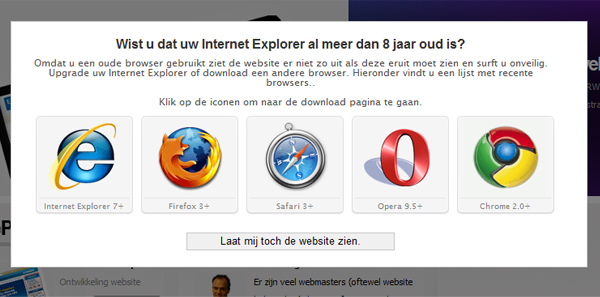 Wist u dat uw Internet Explorer al meer dan 8 jaar oud is?
Omdat u een oude browser gebruikt ziet de website er niet zo uit als deze eruit moet zien en surft u onveilig.
Upgrade uw Internet Explorer of download een andere browser. Hieronder vindt u een lijst met recente
browsers..
Klik op de iconen om naar de download pagina te gaan.
Internet Explorer 7+
Firefox 3+
Safari 3+
Opera 9.5+
Chrome 2.0+
Laat mij toch de website zien.
Ontwikkeling website
Er zijn veel webmasters (oftewel website